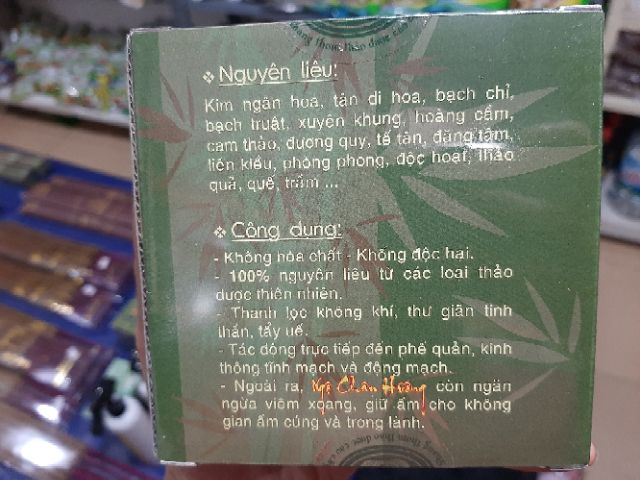 thông thảo dược
❖ Nguyên liệu:
Kim ngân hoa, tân di hoa, bạch chỉ,
bạch truật, xuyên khung, hoàng cầm,
cam thảo, đương quy, tế tân, đăng tâm,
liên kiều, phòng phong, độc hoạt, thảo
quả, quế, trầm ...
❖ Công dụng:
- Không hóa chất - Không độc hại.
- 100% nguyên liệu từ các loại thảo
dược thiên nhiên.
- Thanh lọc không khí, thư giãn tinh
thần, tẩy uế.
- Tác dộng trực tiếp đến phế quản, kinh
thông tĩnh mạch và động mạch.
- Ngoài ra, Hương còn ngăn
ngừa viêm xoang, giữ ấm cho không
gian ấm cúng và trong lành.